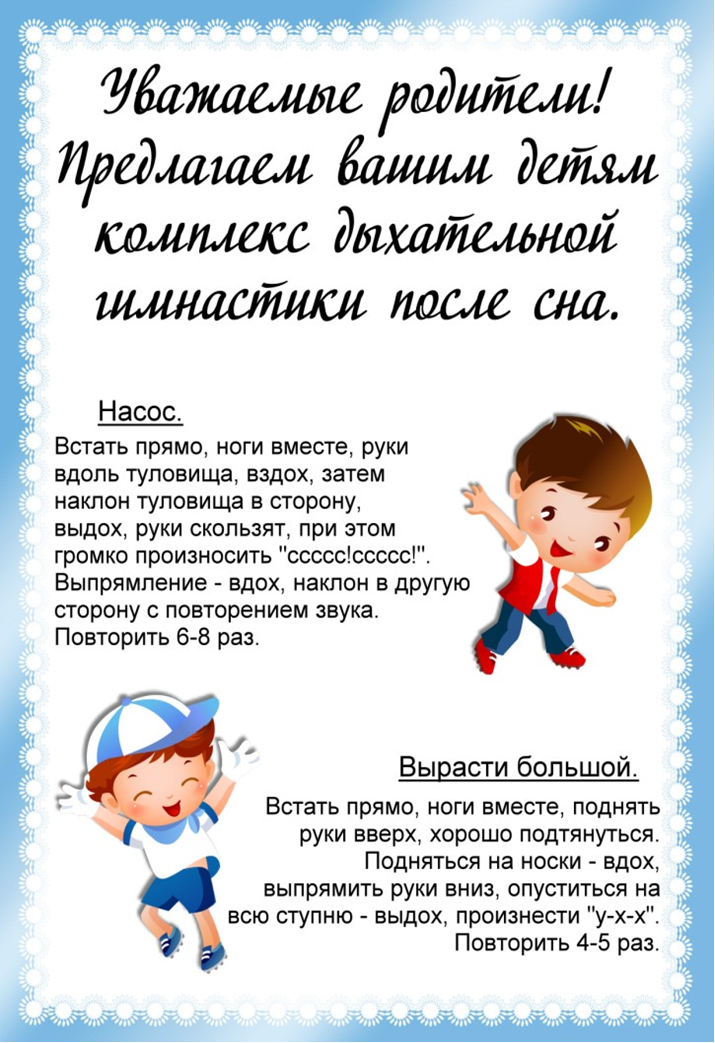 Уважаемые родители!
Предлагаем вашим детям
комплекс дыхательной
гимнастики после сна.
Насос.
Встать прямо, ноги вместе, руки
вдоль туловища, вздох, затем
наклон туловища в сторону,
выдох, руки скользят, при этом
громко произносить "ссссс!ссссс!".
Выпрямление - вдох, наклон в другую
сторону с повторением звука.
Повторить 6-8 раз.
Вырасти большой.
Встать прямо, ноги вместе, поднять
руки вверх, хорошо подтянуться.
Подняться на носки - вдох,
выпрямить руки вниз, опуститься на
всю ступню - выдох, произнести "у-х-х".
Повторить 4-5 раз.